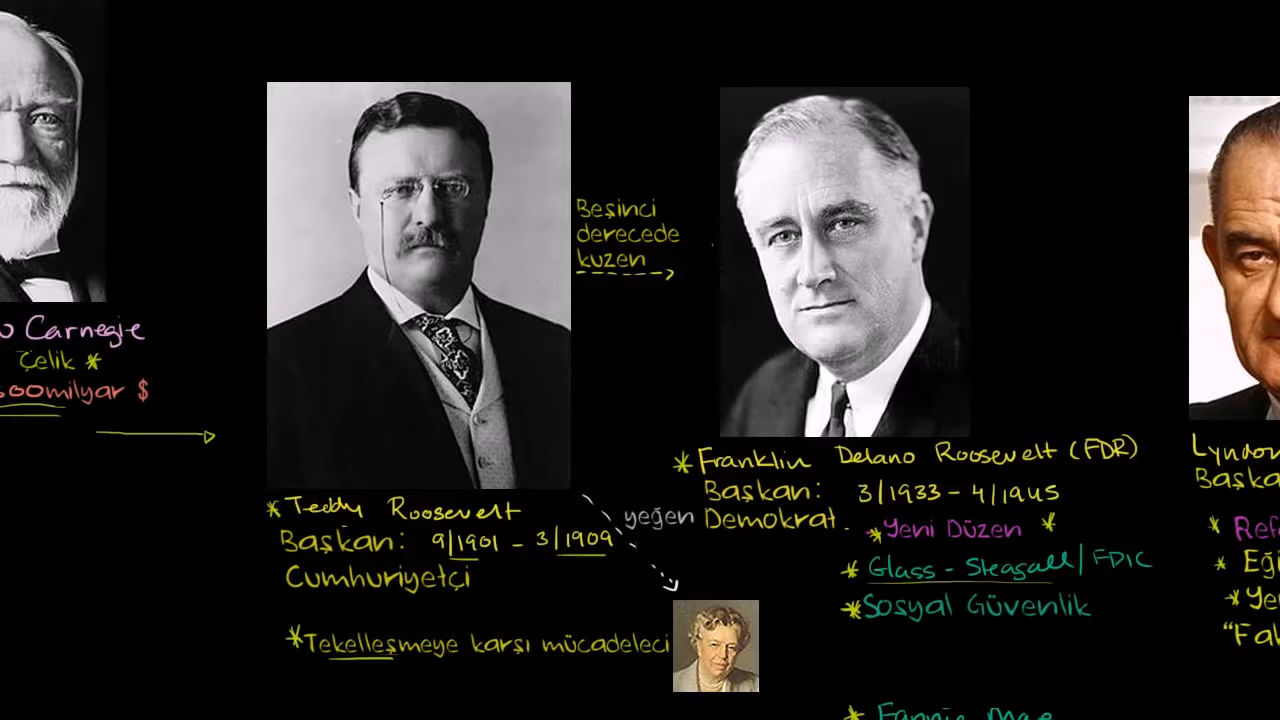 Carnegie
Çelik *
milyar $
Beşinci
derecede
kuzen
* Teddy Roosevelt
Başkan: 9/1901 - 3/1909
Cumhuriyetçi
*Tekelleşmeye karşı mücadeleci
yeğen
* Franklin Delano Roosevelt (FDR)
Başkan: 3/1933 - 4/1945
Demokrat.
*Yeni Düzen *
* Glass - Steagall/FDIC
*Sosyal Güvenlik
* Fannie Mae
Lyndon
Başka
* Ref
* Eği
*Ye
"Fa